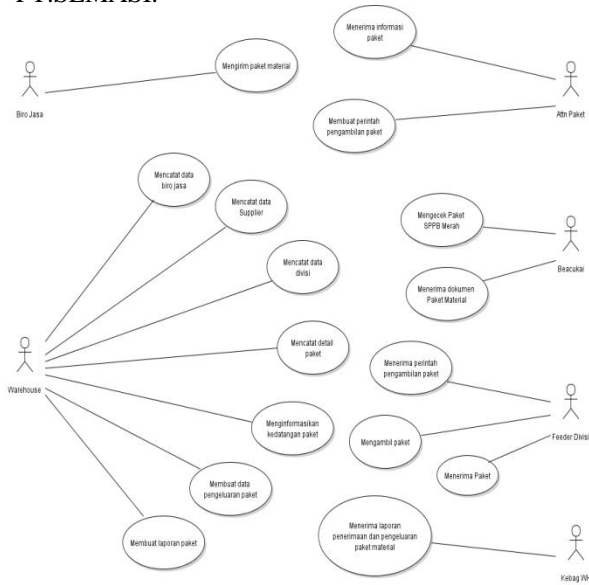 PT.SEMASI.
Menerima informasi
paket
Mengirim paket material
Biro Jasa
Attn Paket
Membuat perintah
pengambilan paket
Mencatat data
biro jasa
Mencatat data
Supplier
Mengecek Paket
SPPB Merah
Mencatat data
divisi
Beacukai
Menerima dokumen
Paket Material
Mencatat detail
paket
Menerima perintah
pengambilan paket
Warehouse
Menginformasikan
kedatangan paket
Mengambil paket
Feeder Divisi
Menerima Paket
Membuat data
pengeluaran paket
Membuat laporan paket
Menerima laporan
penerimaan dan pengeluaran
paket material
Kebag WH